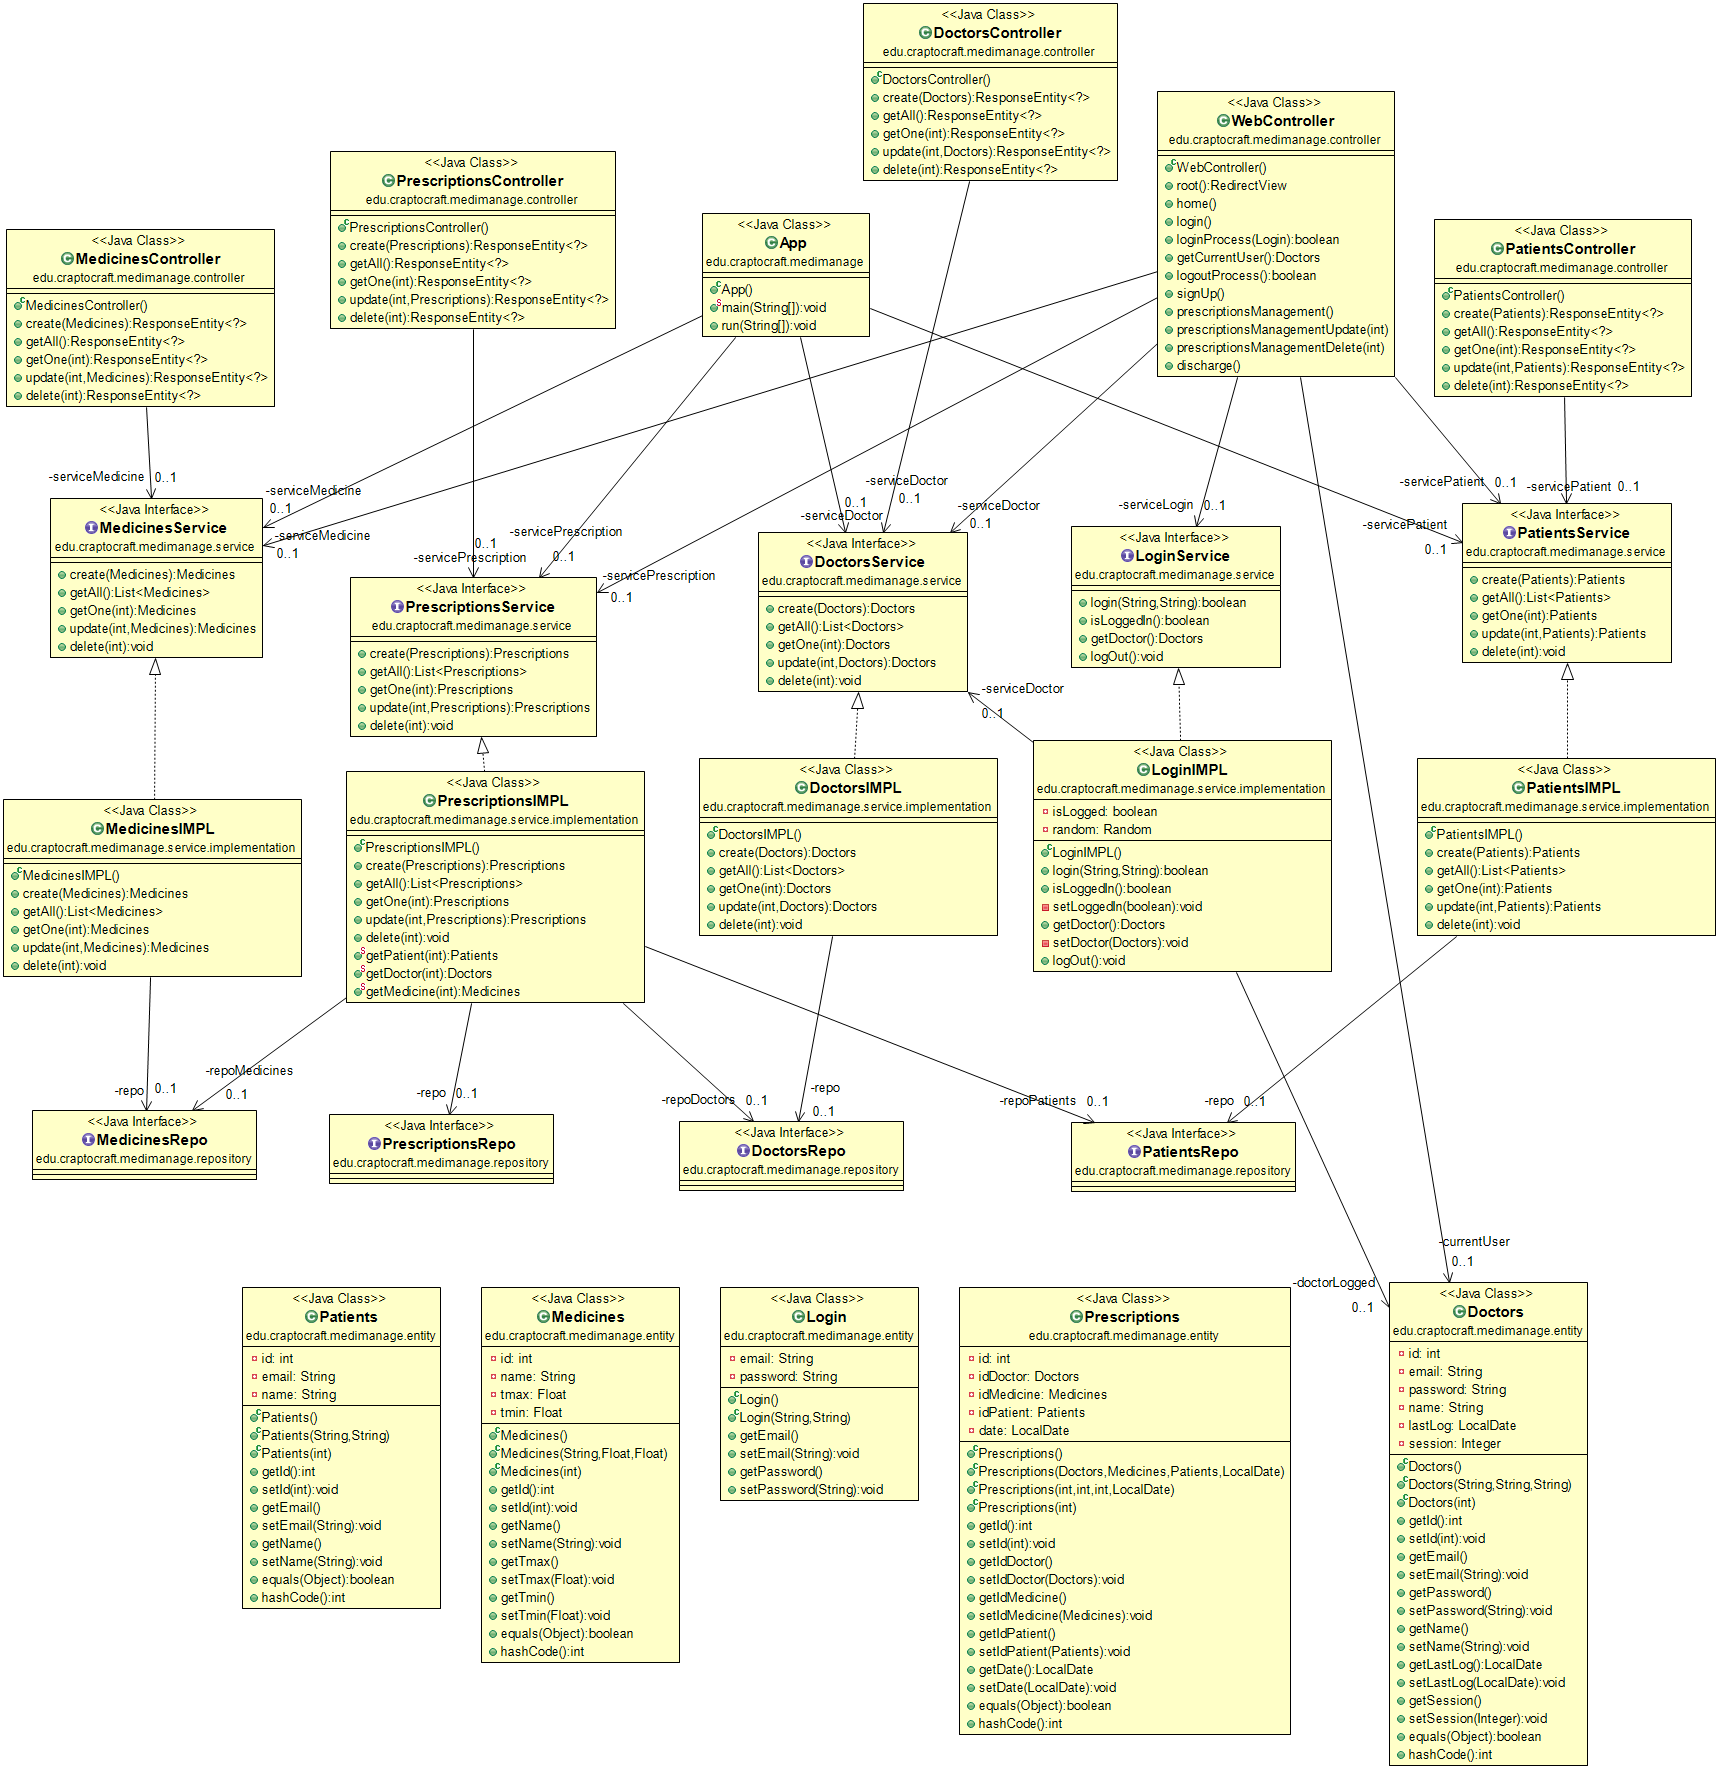 <<Java Class>>
DoctorsController
edu.craptocraft.medimanage.controller
DoctorsController()
create(Doctors):ResponseEntity<?>
getAll():ResponseEntity<?>
getOne(int):ResponseEntity<?>
update(int,Doctors):ResponseEntity<?>
delete(int):ResponseEntity<?>
<<Java Class>>
WebController
edu.craptocraft.medimanage.controller
WebController()
root():RedirectView
home()
login()
loginProcess(Login):boolean
getCurrentUser():Doctors
logoutProcess():boolean
signUp()
prescriptionsManagement()
prescriptionsManagementUpdate(int)
prescriptionsManagementDelete(int)
discharge()
<<Java Class>>
PrescriptionsController
edu.craptocraft.medimanage.controller
PrescriptionsController()
create(Prescriptions):ResponseEntity<?>
getAll():ResponseEntity<?>
getOne(int):ResponseEntity<?>
update(int,Prescriptions):ResponseEntity<?>
delete(int):ResponseEntity<?>
<<Java Class>>
App
edu.craptocraft.medimanage
App()
main(String[]):void
run(String[]):void
<<Java Class>>
PatientsController
edu.craptocraft.medimanage.controller
PatientsController()
create(Patients):ResponseEntity<?>
getAll():ResponseEntity<?>
getOne(int):ResponseEntity<?>
update(int,Patients):ResponseEntity<?>
delete(int):ResponseEntity<?>
<<Java Class>>
MedicinesController
edu.craptocraft.medimanage.controller
MedicinesController()
create(Medicines):ResponseEntity<?>
getAll():ResponseEntity<?>
getOne(int):ResponseEntity<?>
update(int,Medicines):ResponseEntity<?>
delete(int):ResponseEntity<?>
-serviceMedicine 0..1
-serviceMedicine
0..1
-serviceMedicine
0..1
-servicePrescription
0..1
0..1
-servicePrescription
-servicePrescription
0..1
-serviceDoctor
0..1
0..1
-serviceDoctor
-serviceDoctor
0..1
-serviceLogin 0..1
-servicePatient 0..1
-servicePatient 0..1
-servicePatient
0..1
<<Java Interface>>
MedicinesService
edu.craptocraft.medimanage.service
create(Medicines):Medicines
getAll():List<Medicines>
getOne(int):Medicines
update(int,Medicines):Medicines
delete(int):void
<<Java Interface>>
PrescriptionsService
edu.craptocraft.medimanage.service
create(Prescriptions):Prescriptions
getAll():List<Prescriptions>
getOne(int):Prescriptions
update(int,Prescriptions):Prescriptions
delete(int):void
<<Java Interface>>
DoctorsService
edu.craptocraft.medimanage.service
create(Doctors):Doctors
getAll():List<Doctors>
getOne(int):Doctors
update(int,Doctors):Doctors
delete(int):void
<<Java Interface>>
LoginService
edu.craptocraft.medimanage.service
login(String,String):boolean
isLoggedIn():boolean
getDoctor():Doctors
logOut():void
<<Java Interface>>
PatientsService
edu.craptocraft.medimanage.service
create(Patients):Patients
getAll():List<Patients>
getOne(int):Patients
update(int,Patients):Patients
delete(int):void
-serviceDoctor
0..1
<<Java Class>>
MedicinesIMPL
edu.craptocraft.medimanage.service.implementation
MedicinesIMPL()
create(Medicines):Medicines
getAll():List<Medicines>
getOne(int):Medicines
update(int,Medicines):Medicines
delete(int):void
<<Java Class>>
PrescriptionsIMPL
edu.craptocraft.medimanage.service.implementation
PrescriptionsIMPL()
create(Prescriptions):Prescriptions
getAll():List<Prescriptions>
getOne(int):Prescriptions
update(int,Prescriptions):Prescriptions
delete(int):void
getPatient(int):Patients
getDoctor(int):Doctors
getMedicine(int):Medicines
<<Java Class>>
DoctorsIMPL
edu.craptocraft.medimanage.service.implementation
DoctorsIMPL()
create(Doctors):Doctors
getAll():List<Doctors>
getOne(int):Doctors
update(int,Doctors):Doctors
delete(int):void
<<Java Class>>
LoginIMPL
edu.craptocraft.medimanage.service.implementation
isLogged: boolean
random: Random
LoginIMPL()
login(String,String):boolean
isLoggedIn():boolean
setLoggedIn(boolean):void
getDoctor():Doctors
setDoctor(Doctors):void
logOut():void
<<Java Class>>
PatientsIMPL
edu.craptocraft.medimanage.service.implementation
PatientsIMPL()
create(Patients):Patients
getAll():List<Patients>
getOne(int):Patients
update(int,Patients):Patients
delete(int):void
-repo 0..1
-repoMedicines
0..1
-repo 0..1
-repoDoctors 0..1
-repo
0..1
-repoPatients 0..1
-repo 0..1
<<Java Interface>>
MedicinesRepo
edu.craptocraft.medimanage.repository
<<Java Interface>>
PrescriptionsRepo
edu.craptocraft.medimanage.repository
<<Java Interface>>
DoctorsRepo
edu.craptocraft.medimanage.repository
<<Java Interface>>
PatientsRepo
edu.craptocraft.medimanage.repository
-currentUser
0..1
-doctorLogged
0..1
<<Java Class>>
Patients
edu.craptocraft.medimanage.entity
id: int
email: String
name: String
Patients()
Patients(String,String)
Patients(int)
getId():int
setId(int):void
getEmail()
setEmail(String):void
getName()
setName(String):void
equals(Object):boolean
hashCode():int
<<Java Class>>
Medicines
edu.craptocraft.medimanage.entity
id: int
name: String
tmax: Float
tmin: Float
Medicines()
Medicines(String,Float,Float)
Medicines(int)
getId():int
setId(int):void
getName()
setName(String):void
getTmax()
setTmax(Float):void
getTmin()
setTmin(Float):void
equals(Object):boolean
hashCode():int
<<Java Class>>
Login
edu.craptocraft.medimanage.entity
email: String
password: String
Login()
Login(String,String)
getEmail()
setEmail(String):void
getPassword()
setPassword(String):void
<<Java Class>>
Prescriptions
edu.craptocraft.medimanage.entity
id: int
idDoctor: Doctors
idMedicine: Medicines
idPatient: Patients
date: LocalDate
Prescriptions()
Prescriptions(Doctors,Medicines,Patients,LocalDate)
Prescriptions(int,int,int,LocalDate)
Prescriptions(int)
getId():int
setId(int):void
getIdDoctor()
setIdDoctor(Doctors):void
getIdMedicine()
setIdMedicine(Medicines):void
getIdPatient()
setIdPatient(Patients):void
getDate():LocalDate
setDate(LocalDate):void
equals(Object):boolean
hashCode():int
<<Java Class>>
Doctors
edu.craptocraft.medimanage.entity
id: int
email: String
password: String
name: String
lastLog: LocalDate
session: Integer
Doctors()
Doctors(String,String,String)
Doctors(int)
getId():int
setId(int):void
getEmail()
setEmail(String):void
getPassword()
setPassword(String):void
getName()
setName(String):void
getLastLog():LocalDate
setLastLog(LocalDate):void
getSession()
setSession(Integer):void
equals(Object):boolean
hashCode():int